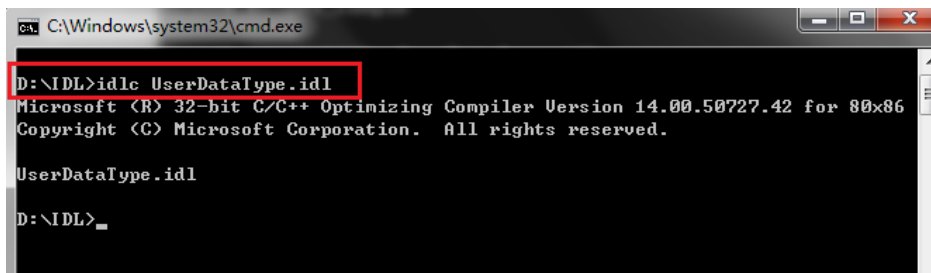 C:\Windows\system32\cmd.exe
D:\IDL>idlc UserDataType.idl
Microsoft (R) 32-bit C/C++ Optimizing Compiler Version 14.00.50727.42 for 80x86
Copyright (C) Microsoft Corporation.  All rights reserved.
UserDataType.idl
D:\IDL>_